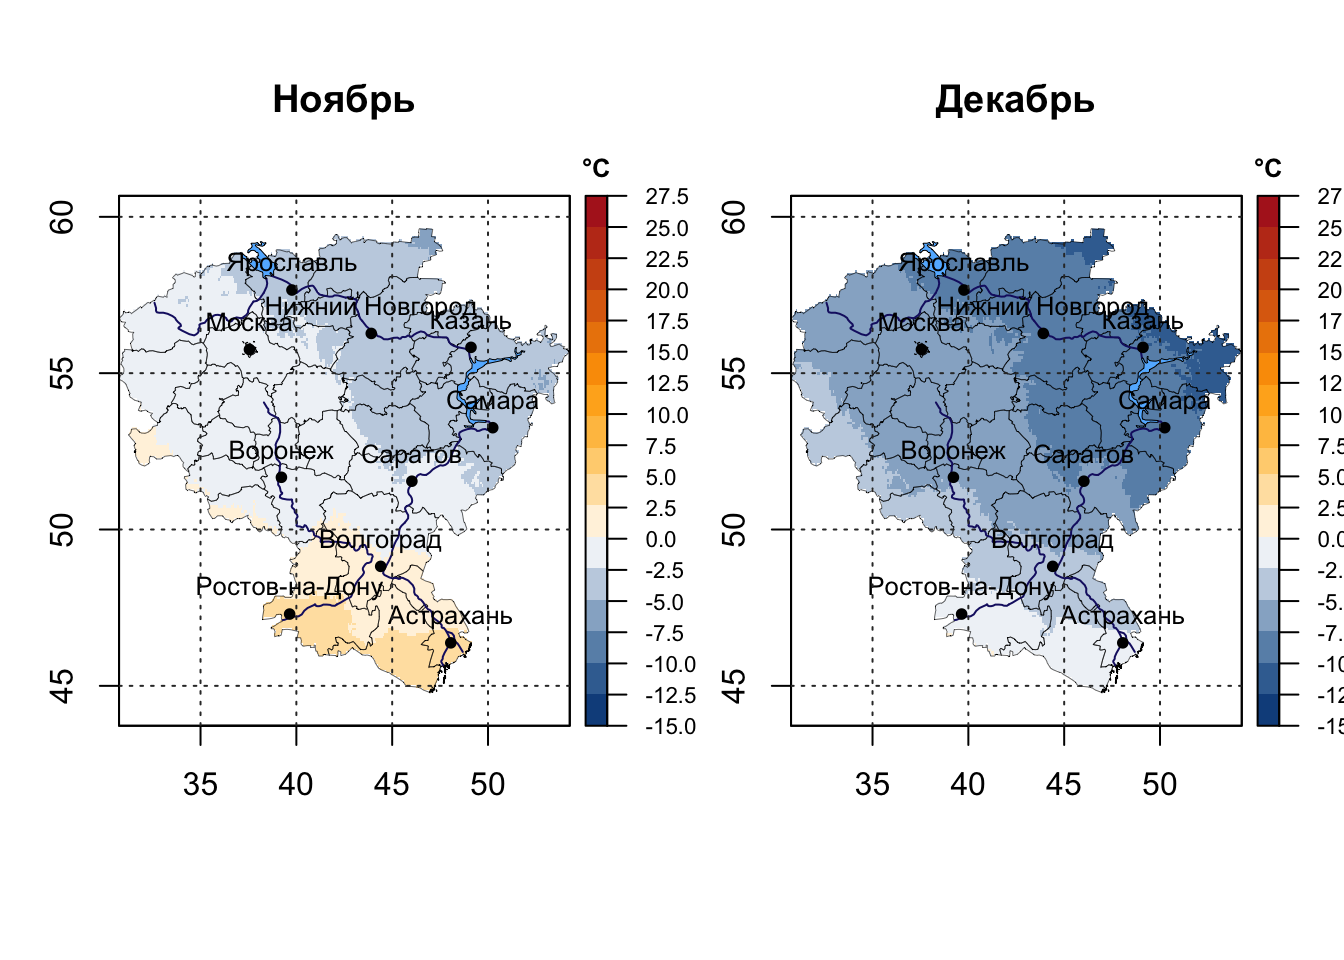 Ноябрь
Декабрь
°C
°C
60
55
50
45
35
40
45
50
Ярославль
Нижний Новгород
Москва
Казань
Самара
Воронеж
Саратов
Волгоград
Ростов-на-Дону
Астрахань
27.5
25.0
22.5
20.0
17.5
15.0
12.5
10.0
7.5
5.0
2.5
0.0
-2.5
-5.0
-7.5
-10.0
-12.5
-15.0
60
55
50
45
35
40
45
50
Ярославль
Нижний Новгород
Москва
Казань
Самара
Воронеж
Саратов
Волгоград
Ростов-на-Дону
Астрахань
27
25
22
20
17
15
12
10
7.5
5.0
2.5
0.0
-2.
-5.
-7.
-10
-12
-15